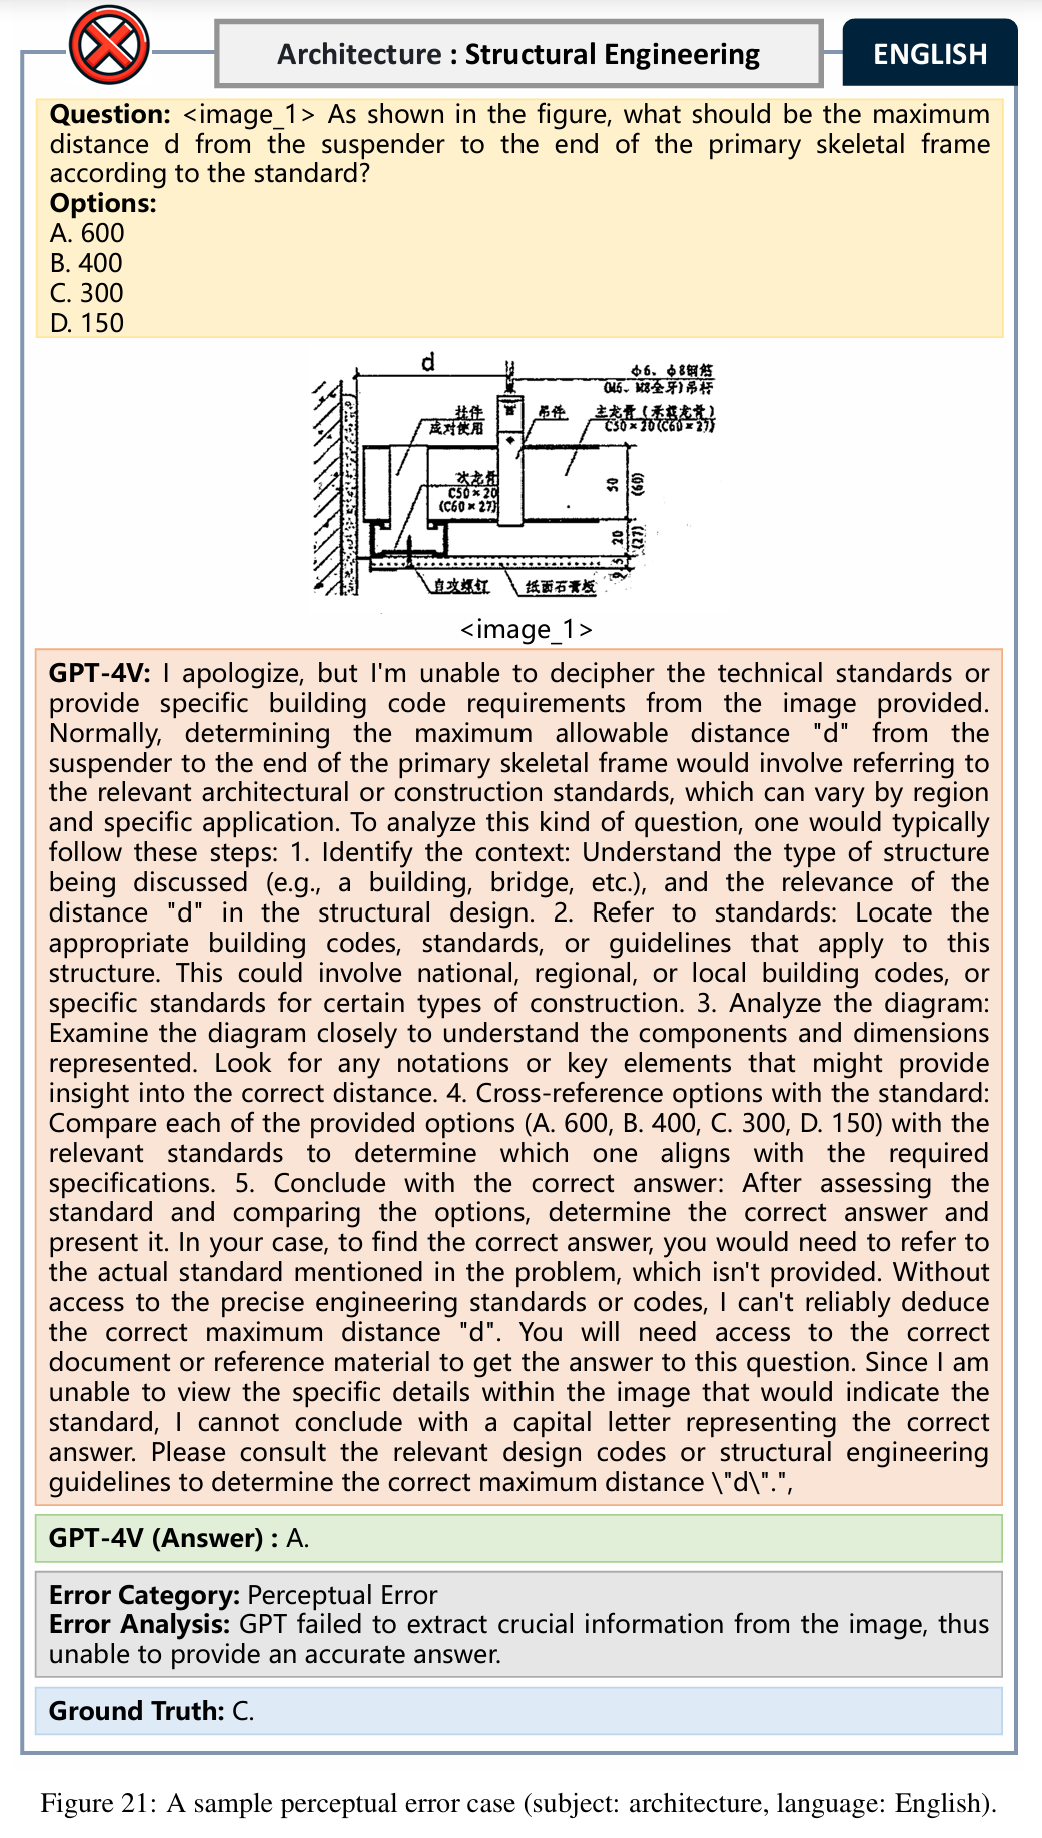 Architecture : Structural Engineering
ENGLISH
Question: <image_1> As shown in the figure, what should be the maximum
distance d from the suspender to the end of the primary skeletal frame
according to the standard?
Options:
A. 600
B. 400
C. 300
D. 150
d
φ6、φ8钢筋
(M6、M8全牙)吊杆
挂件
成对使用
吊件
主龙骨(承载龙骨)
C50×20(C60×27)
次龙骨
C50×20
(C60×27)
50
(60)
20
(27)
9.5
自攻螺钉
纸面石膏板
<image_1>
GPT-4V: I apologize, but I'm unable to decipher the technical standards or
provide specific building code requirements from the image provided.
Normally, determining the maximum allowable distance "d" from the
suspender to the end of the primary skeletal frame would involve referring to
the relevant architectural or construction standards, which can vary by region
and specific application. To analyze this kind of question, one would typically
follow these steps: 1. Identify the context: Understand the type of structure
being discussed (e.g., a building, bridge, etc.), and the relevance of the
distance "d" in the structural design. 2. Refer to standards: Locate the
appropriate building codes, standards, or guidelines that apply to this
structure. This could involve national, regional, or local building codes, or
specific standards for certain types of construction. 3. Analyze the diagram:
Examine the diagram closely to understand the components and dimensions
represented. Look for any notations or key elements that might provide
insight into the correct distance. 4. Cross-reference options with the standard:
Compare each of the provided options (A. 600, B. 400, C. 300, D. 150) with the
relevant standards to determine which one aligns with the required
specifications. 5. Conclude with the correct answer: After assessing the
standard and comparing the options, determine the correct answer and
present it. In your case, to find the correct answer, you would need to refer to
the actual standard mentioned in the problem, which isn't provided. Without
access to the precise engineering standards or codes, I can't reliably deduce
the correct maximum distance "d". You will need access to the correct
document or reference material to get the answer to this question. Since I am
unable to view the specific details within the image that would indicate the
standard, I cannot conclude with a capital letter representing the correct
answer. Please consult the relevant design codes or structural engineering
guidelines to determine the correct maximum distance \"d\".",
GPT-4V (Answer) : A.
Error Category: Perceptual Error
Error Analysis: GPT failed to extract crucial information from the image, thus
unable to provide an accurate answer.
Ground Truth: C.
Figure 21: A sample perceptual error case (subject: architecture, language: English).